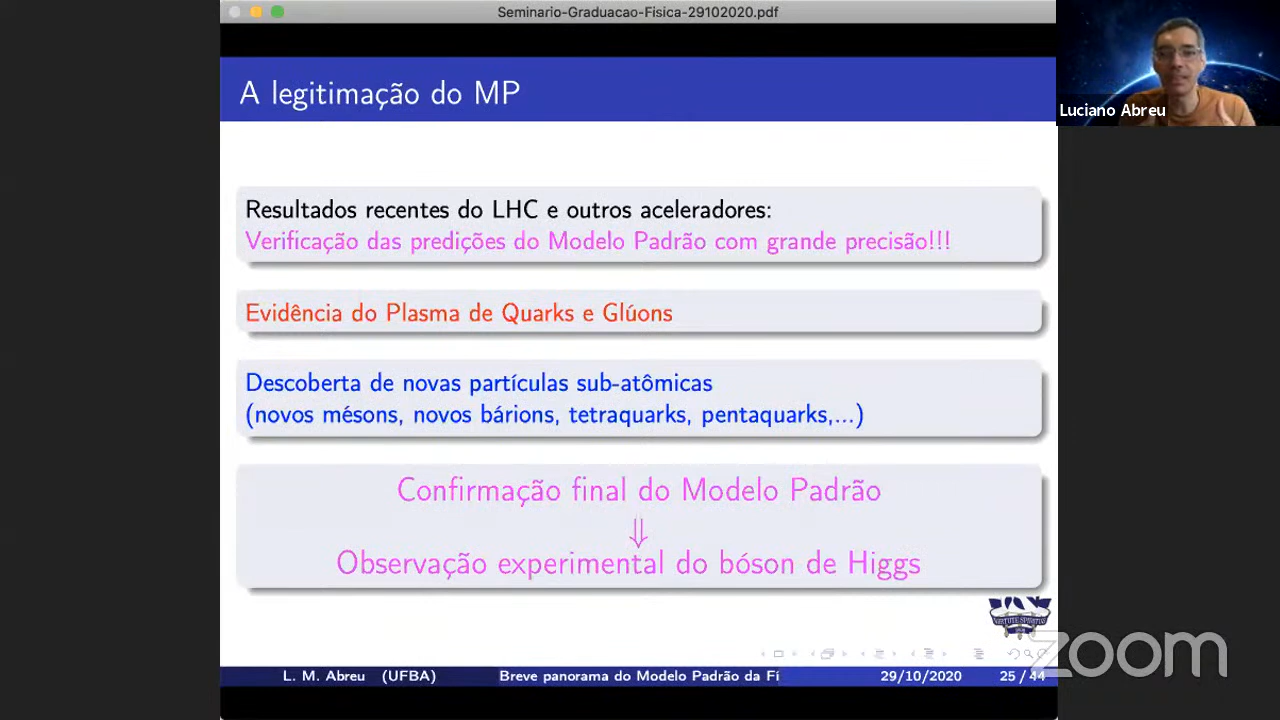 Seminario-Graduacao-Fisica-29102020.pdf
A legitimação do MP
Luciano Abreu
Resultados recentes do LHC e outros aceleradores:
Verificação das predições do Modelo Padrão com grande precisão!!!
Evidência do Plasma de Quarks e Glúons
Descoberta de novas partículas sub-atômicas
(novos mésons, novos bárions, tetraquarks, pentaquarks,...)
Confirmação final do Modelo Padrão
⇓
Observação experimental do bóson de Higgs
VIRTUTE SPIRITUS
zoom
L. M. Abreu (UFBA) Breve panorama do Modelo Padrão da Fí 29/10/2020 25 / 44